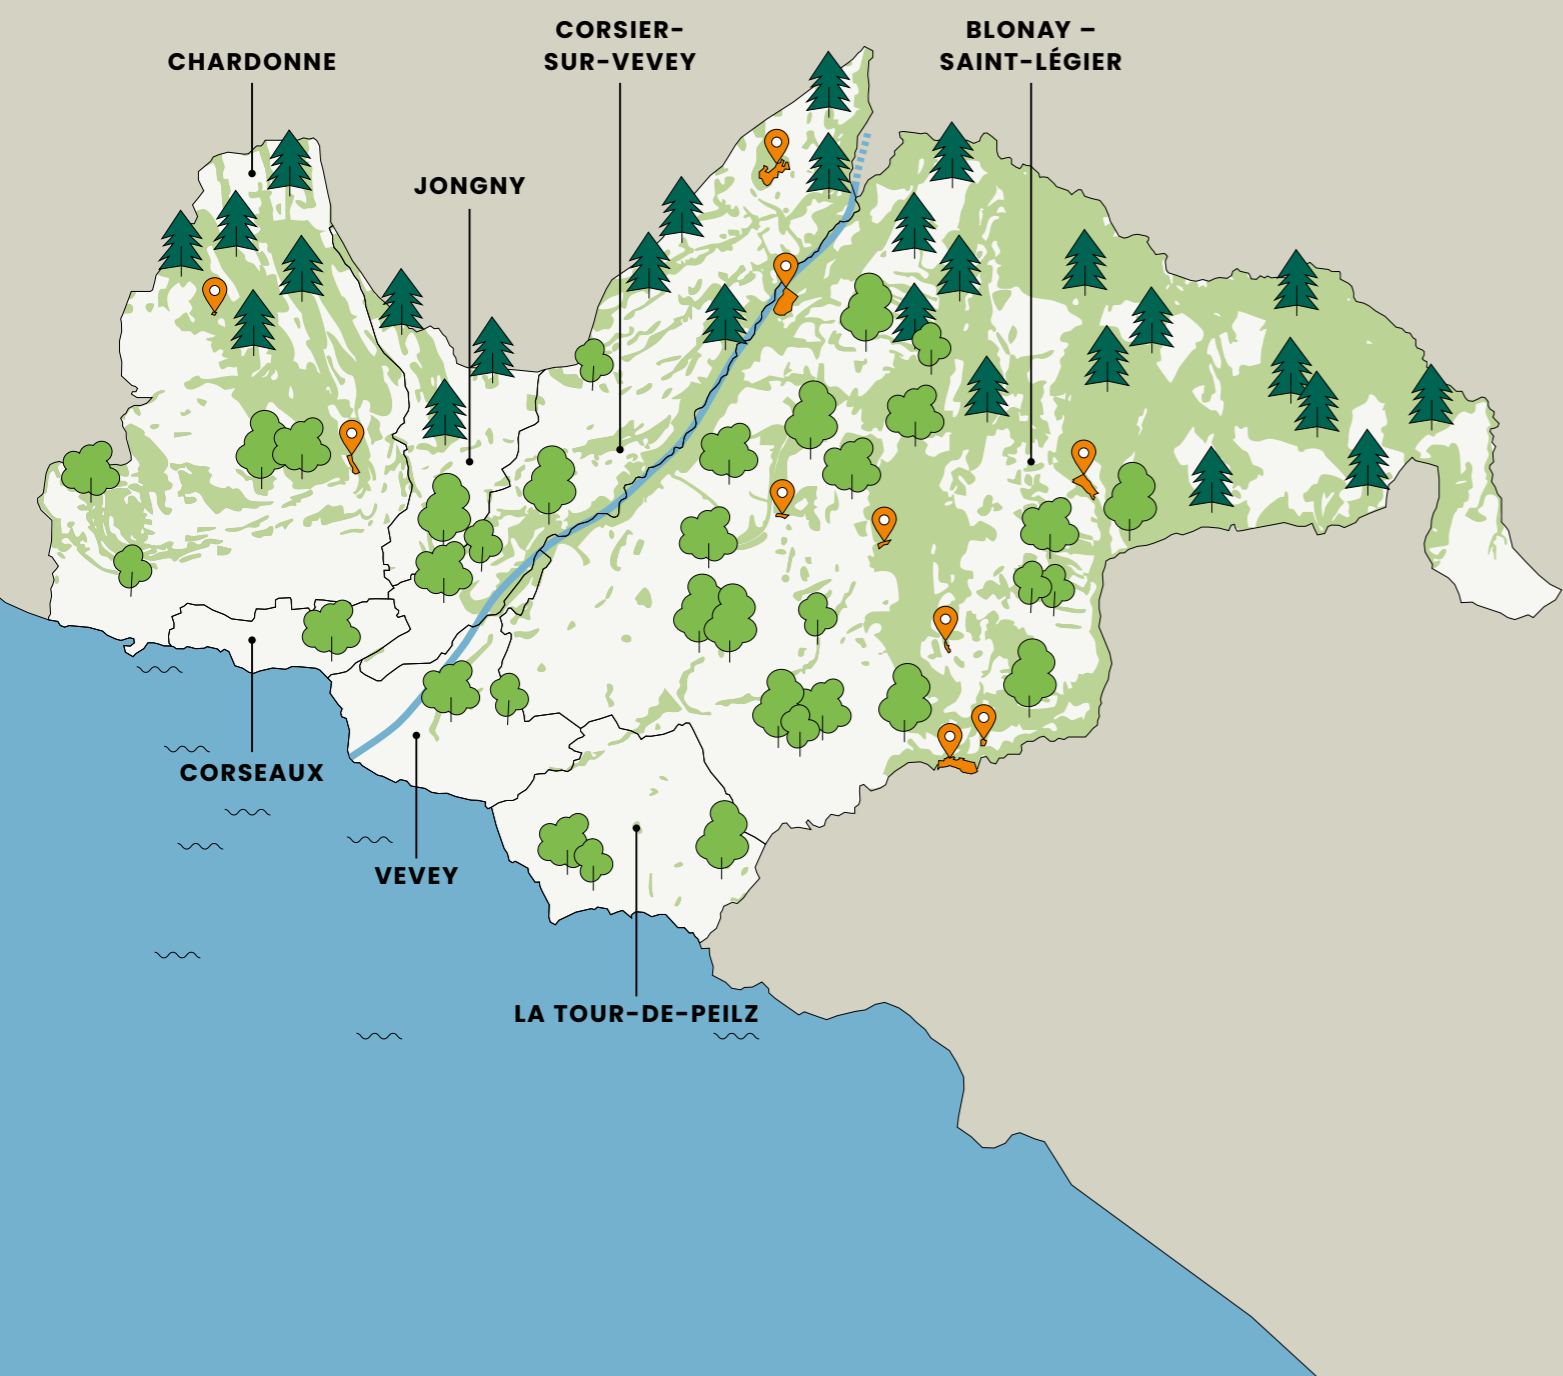 CORSIER-
SUR-VEVEY
BLONAY –
SAINT-LÉGIER
CHARDONNE
JONGNY
CORSEAUX
VEVEY
LA TOUR-DE-PEILZ